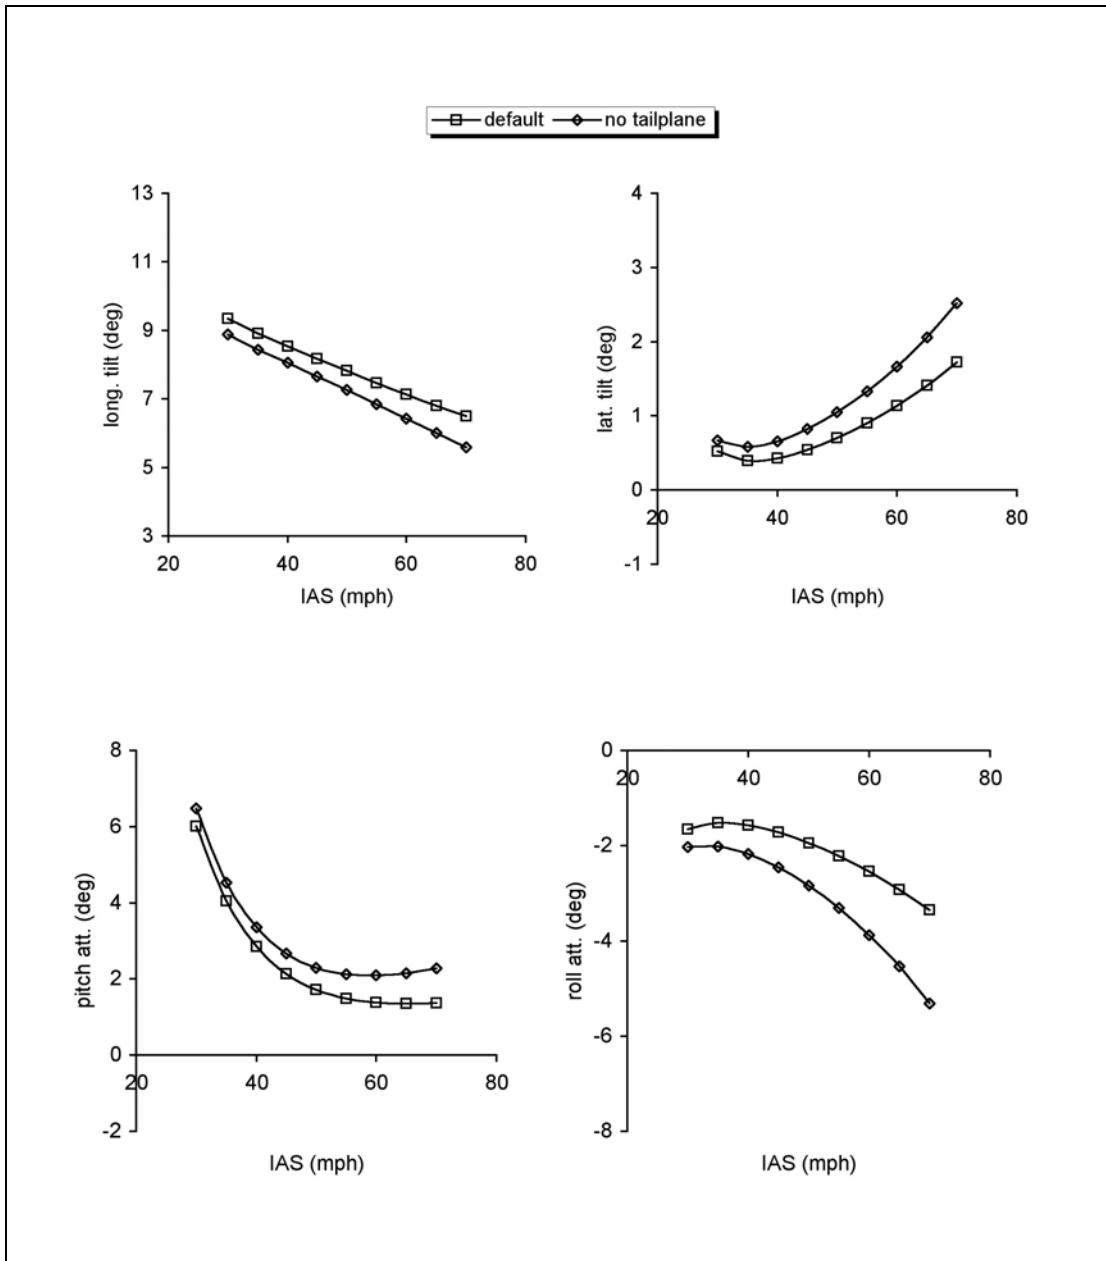 default no tailplane
13
11
9
7
5
3
long. tilt (deg)
20 40 60 80
IAS (mph)
4
3
2
1
0
-1
lat. tilt (deg)
20 40 60 80
IAS (mph)
8
6
4
2
0
-2
pitch att. (deg)
20 40 60 80
IAS (mph)
0
-2
-4
-6
-8
roll att. (deg)
20 40 60 80
IAS (mph)